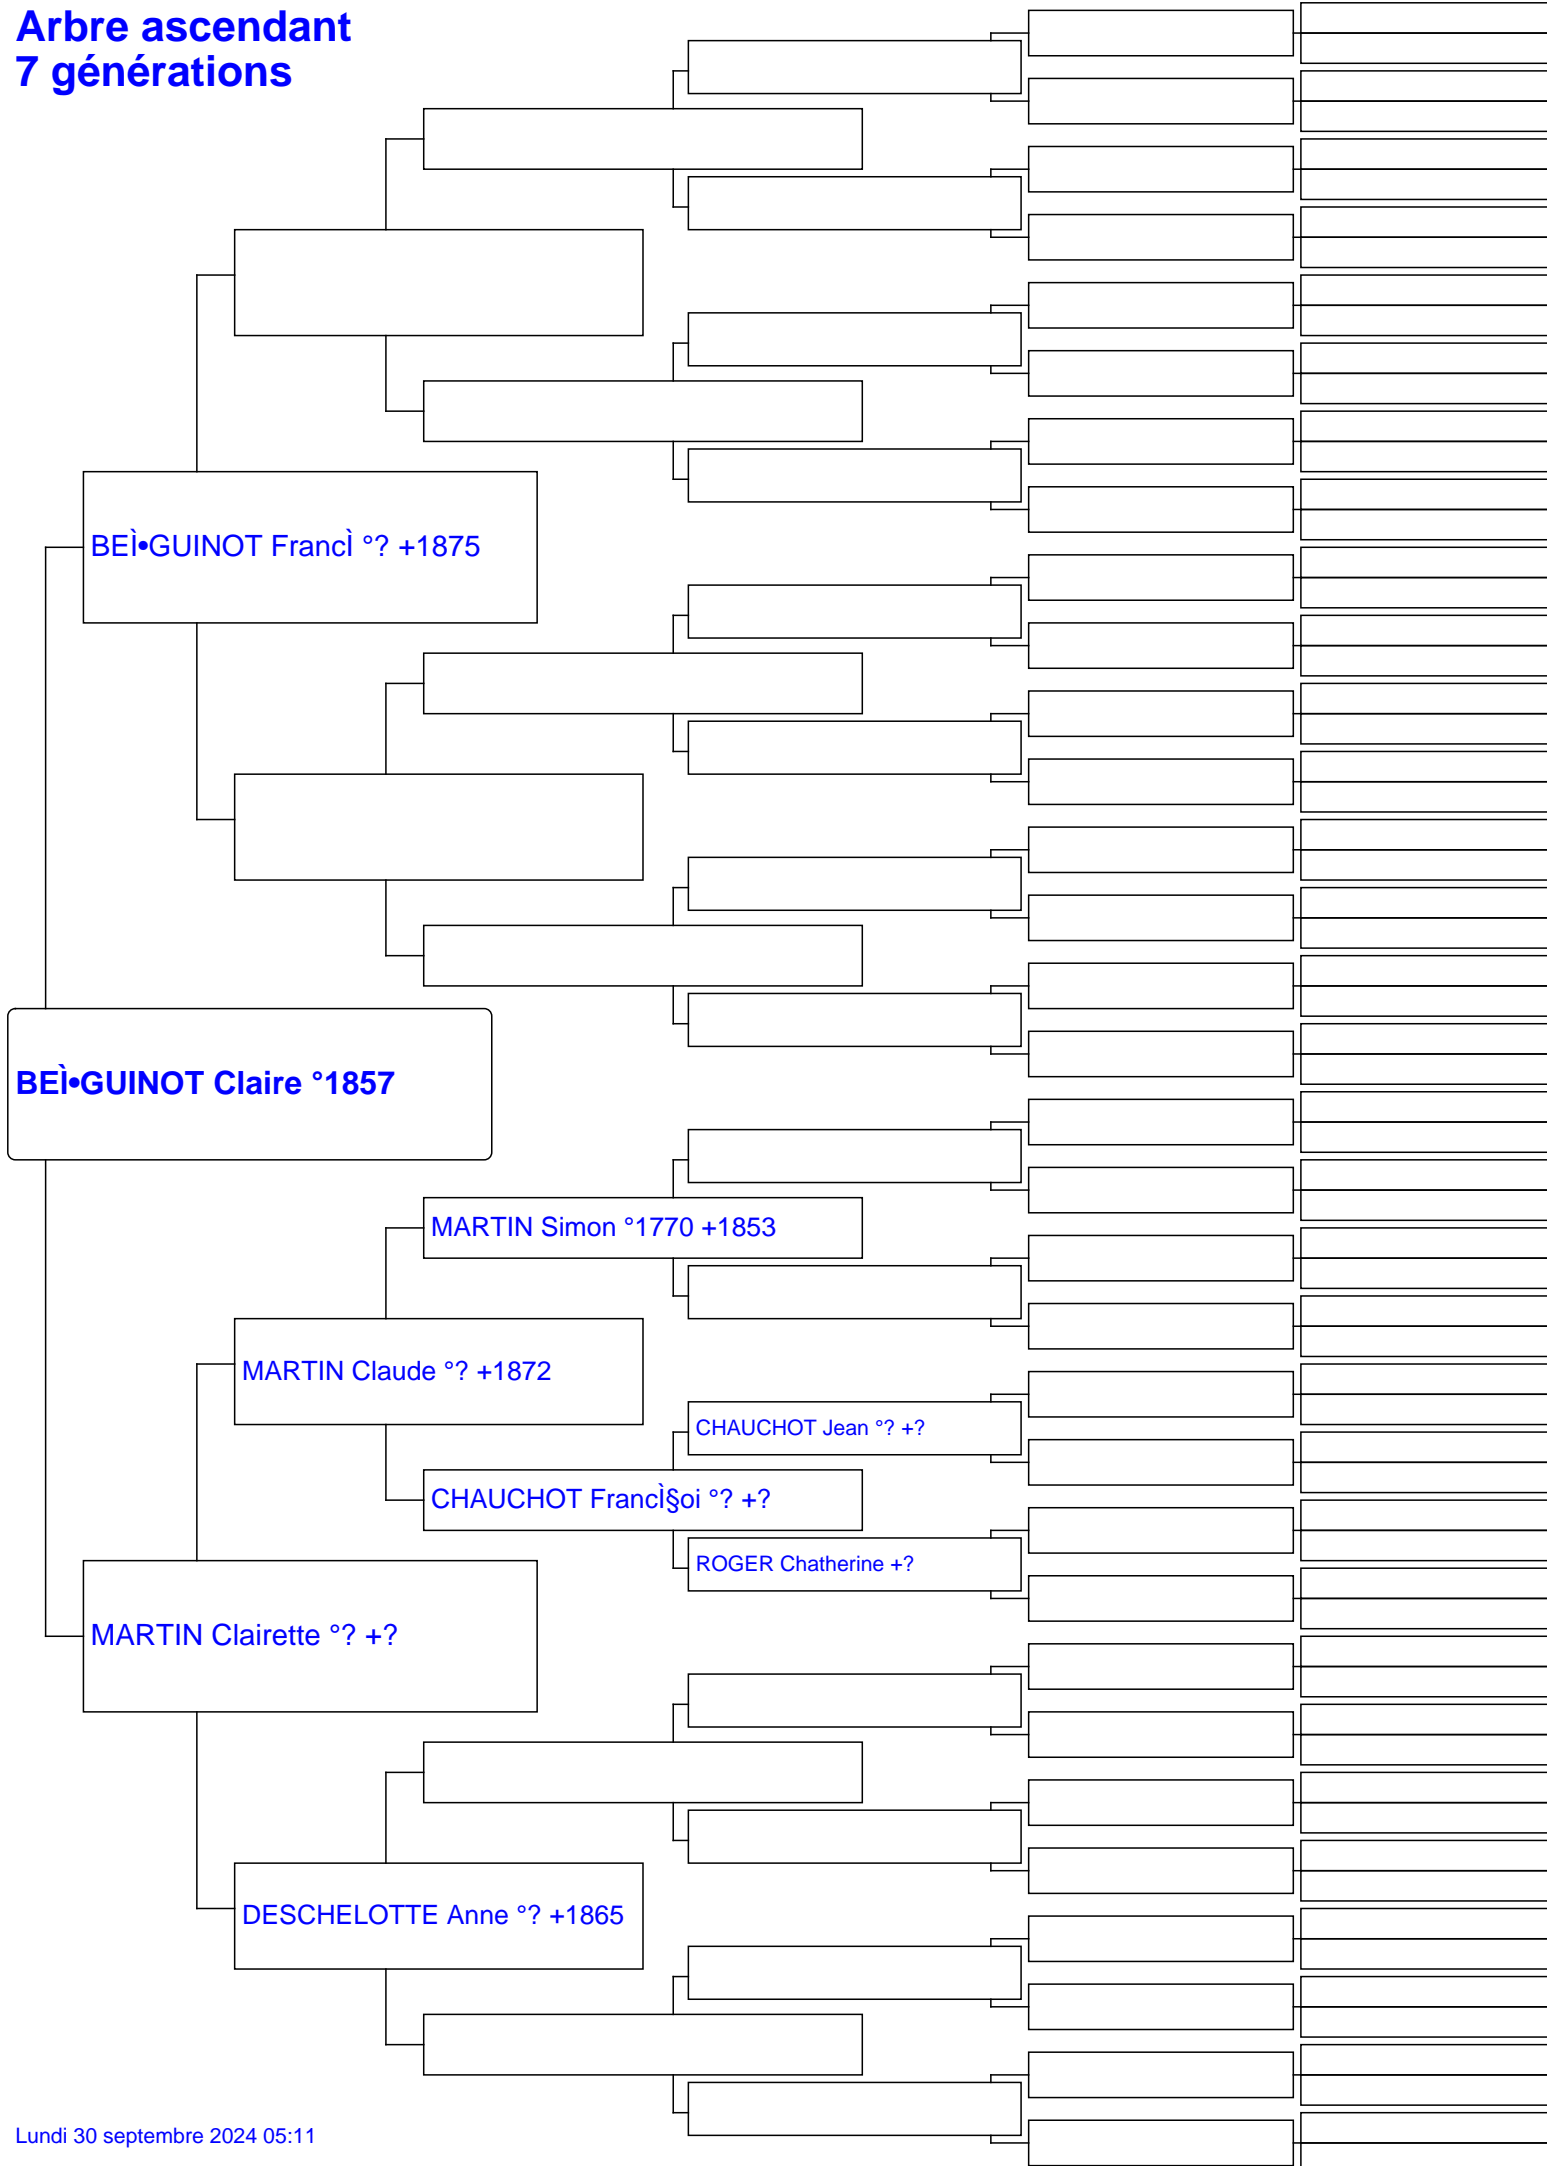 Arbre ascendant
7 générations
BEÌ•GUINOT FrancÌ °? +1875
BEÌ•GUINOT Claire °1857
MARTIN Simon °1770 +1853
MARTIN Claude °? +1872
CHAUCHOT Jean °? +?
CHAUCHOT FrancÌ§oi °? +?
ROGER Chatherine +?
MARTIN Clairette °? +?
DESCHELOTTE Anne °? +1865
Lundi 30 septembre 2024 05:11